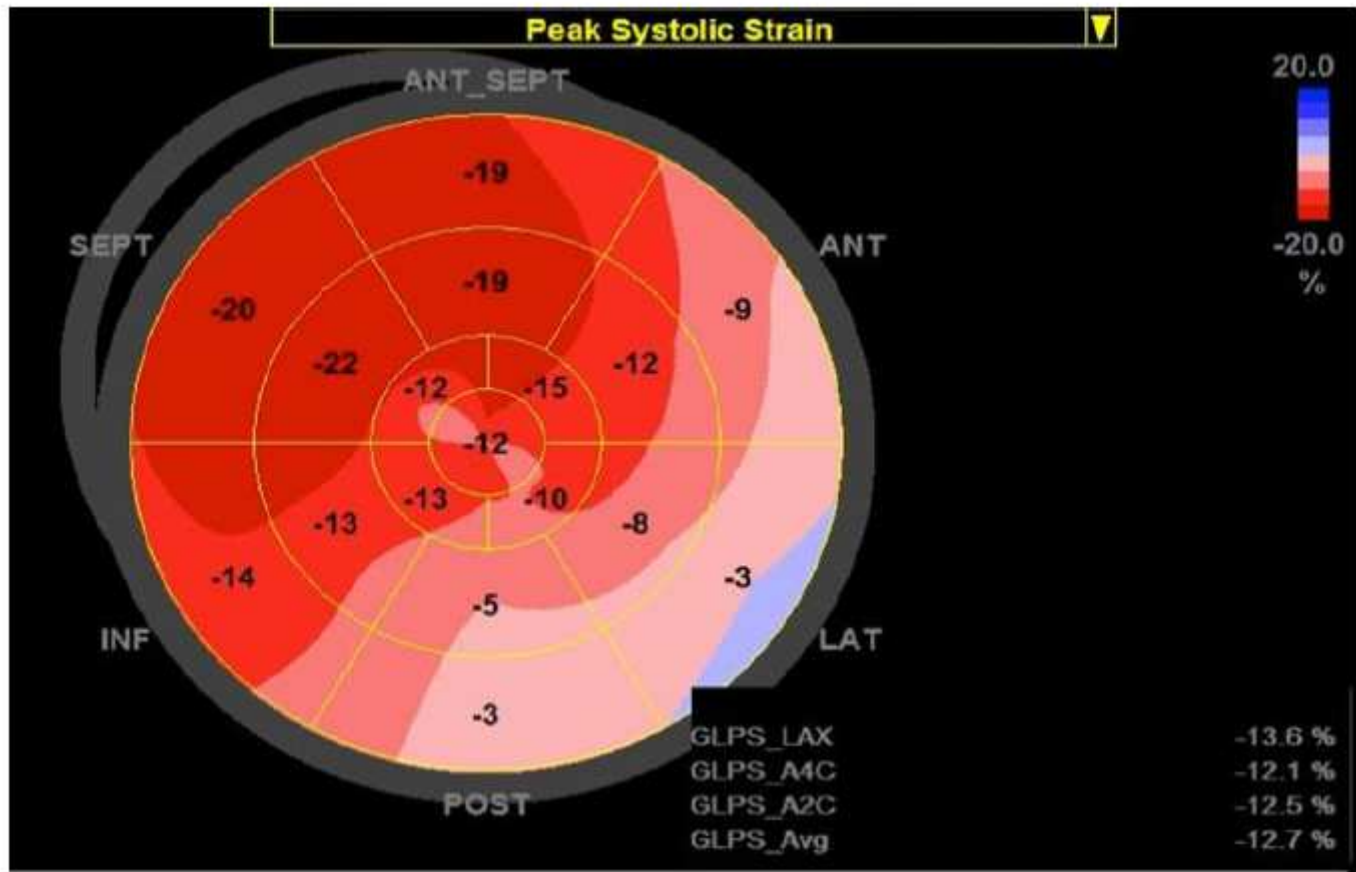 Peak Systolic Strain
20.0
ANT_SEPT
SEPT
ANT
-20.0
%
-19
-19
-20
-9
-22
-12
-12
-15
-12
-13
-10
-13
-8
-14
-3
-5
-3
INF
LAT
POST
GLPS_LAX -13.6 %
GLPS_A4C -12.1 %
GLPS_A2C -12.5 %
GLPS_Avg -12.7 %